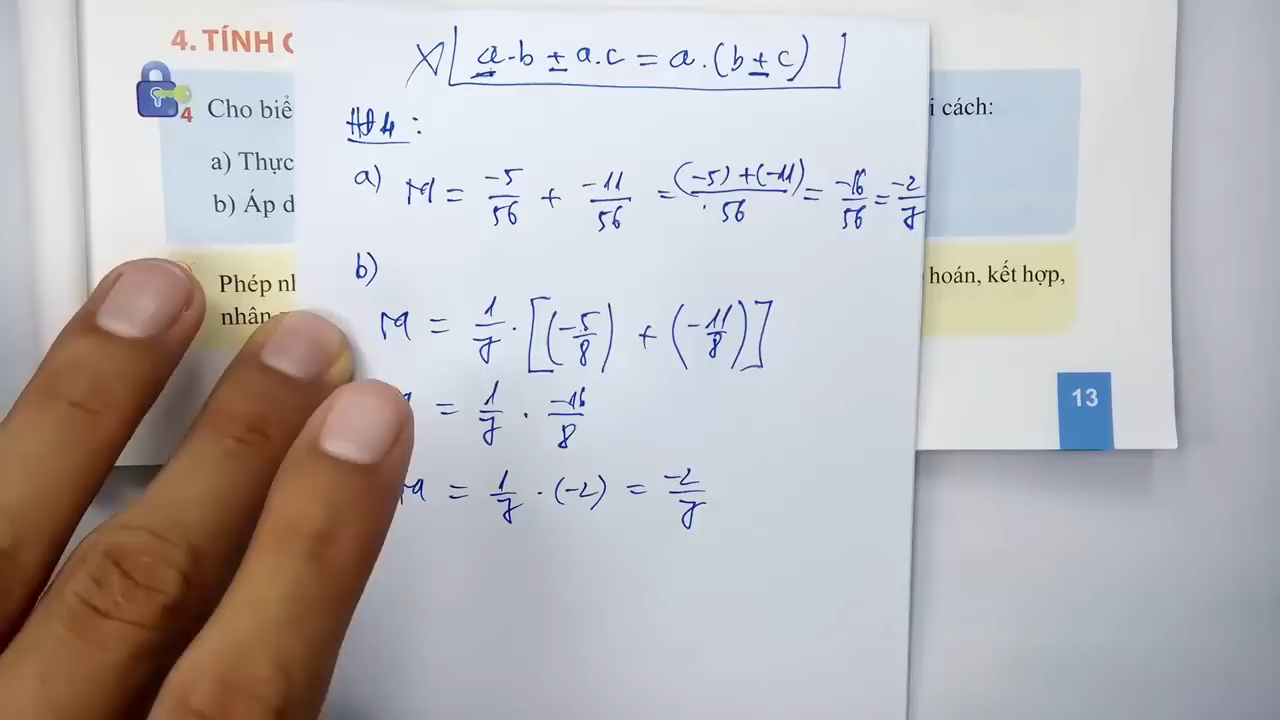 4. TÍNH C
a.b ± a.c = a.(b ± c)
4 Cho biể
i cách:
HĐ4:
a) Thực
b) Áp d
a) M = -5/56 + -11/56 = (-5)+(-11)/56 = -16/56 = -2/7
b)
Phép nh
hoán, kết hợp,
nhân
M = 1/7 . [(-5/8) + (-11/8)]
= 1/7 . -16/8
13
M = 1/7 . (-2) = -2/7